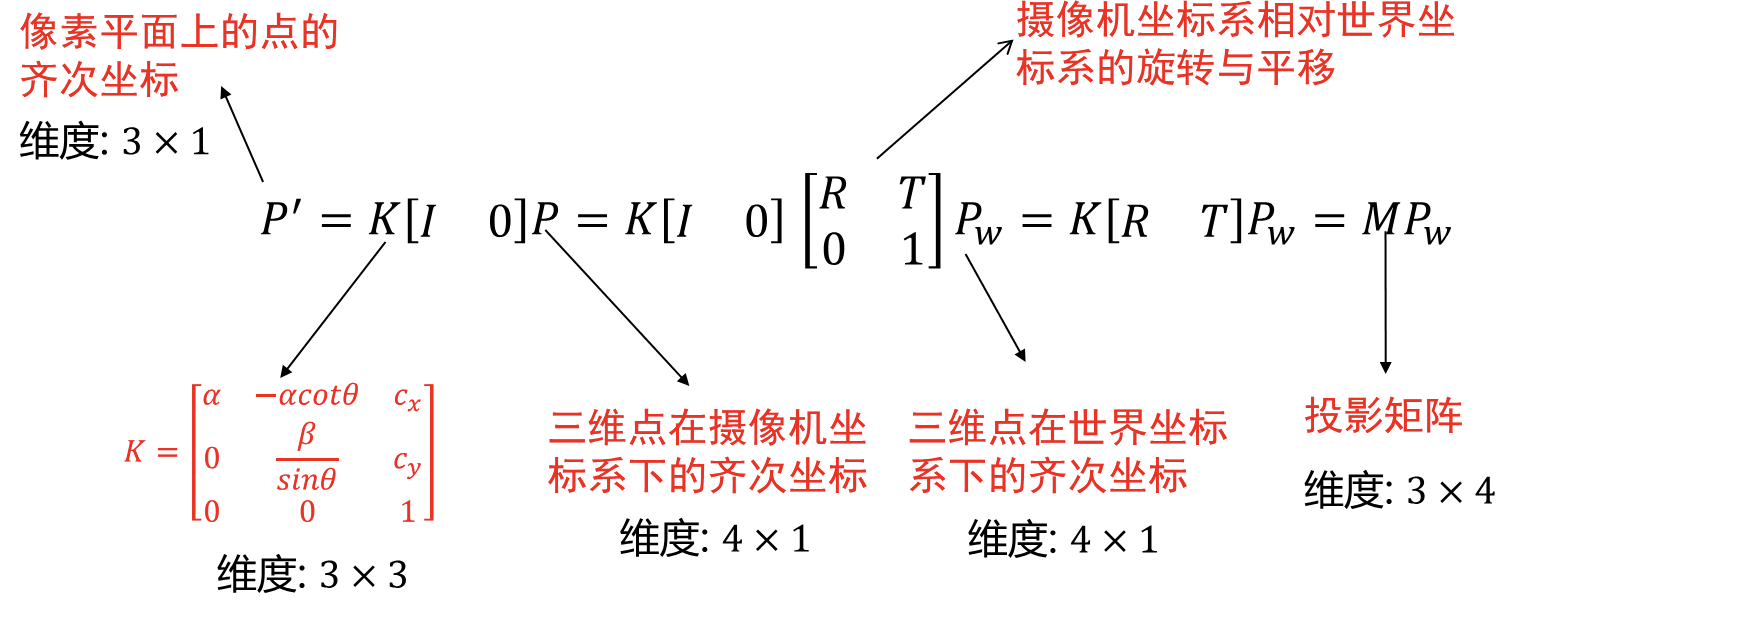 像素平面上的点的
齐次坐标
维度: 3 × 1
摄像机坐标系相对世界坐
标系的旋转与平移
P′ = K[I 0]P = K[I 0] [R T; 0 1] P_w = K[R T]P_w = MP_w
K = [α −αcotθ c_x; 0 β/sinθ c_y; 0 0 1]
维度: 3 × 3
三维点在摄像机坐
标系下的齐次坐标
维度: 4 × 1
三维点在世界坐标
系下的齐次坐标
维度: 4 × 1
投影矩阵
维度: 3 × 4